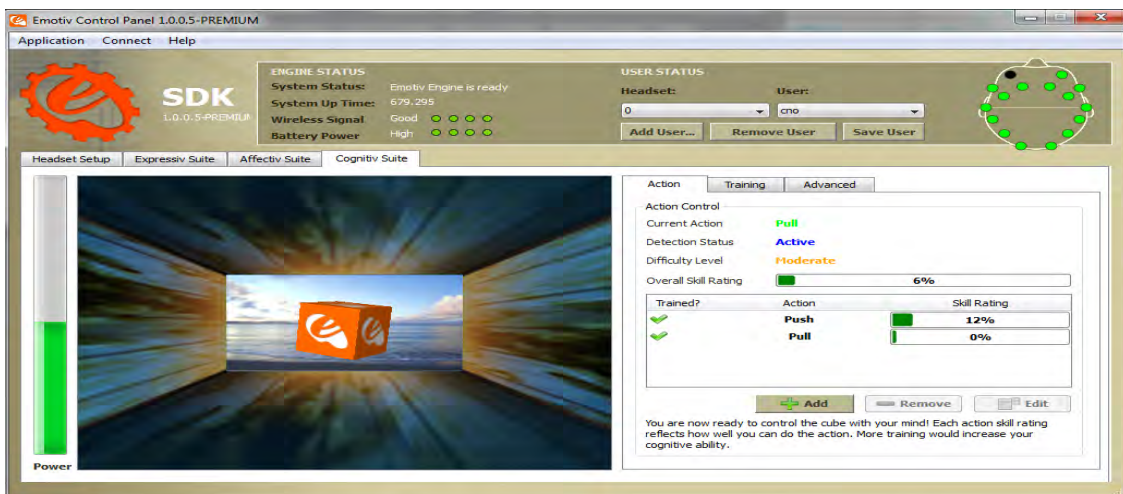 Emotiv Control Panel 1.0.0.5-PREMIUM
Application Connect Help
SDK
1.0.0.5-PREMIUM
ENGINE STATUS
System Status: Emotiv Engine is ready
System Up Time: 679.295
Wireless Signal Good
Battery Power High
USER STATUS
Headset: User:
0 cno
Add User... Remove User Save User
Headset Setup Expressiv Suite Affectiv Suite Cognitiv Suite
Power
Action Training Advanced
Action Control
Current Action Pull
Detection Status Active
Difficulty Level Moderate
Overall Skill Rating 6%
Trained? Action Skill Rating
Push 12%
Pull 0%
Add Remove Edit
You are now ready to control the cube with your mind! Each action skill rating
reflects how well you can do the action. More training would increase your
cognitive ability.